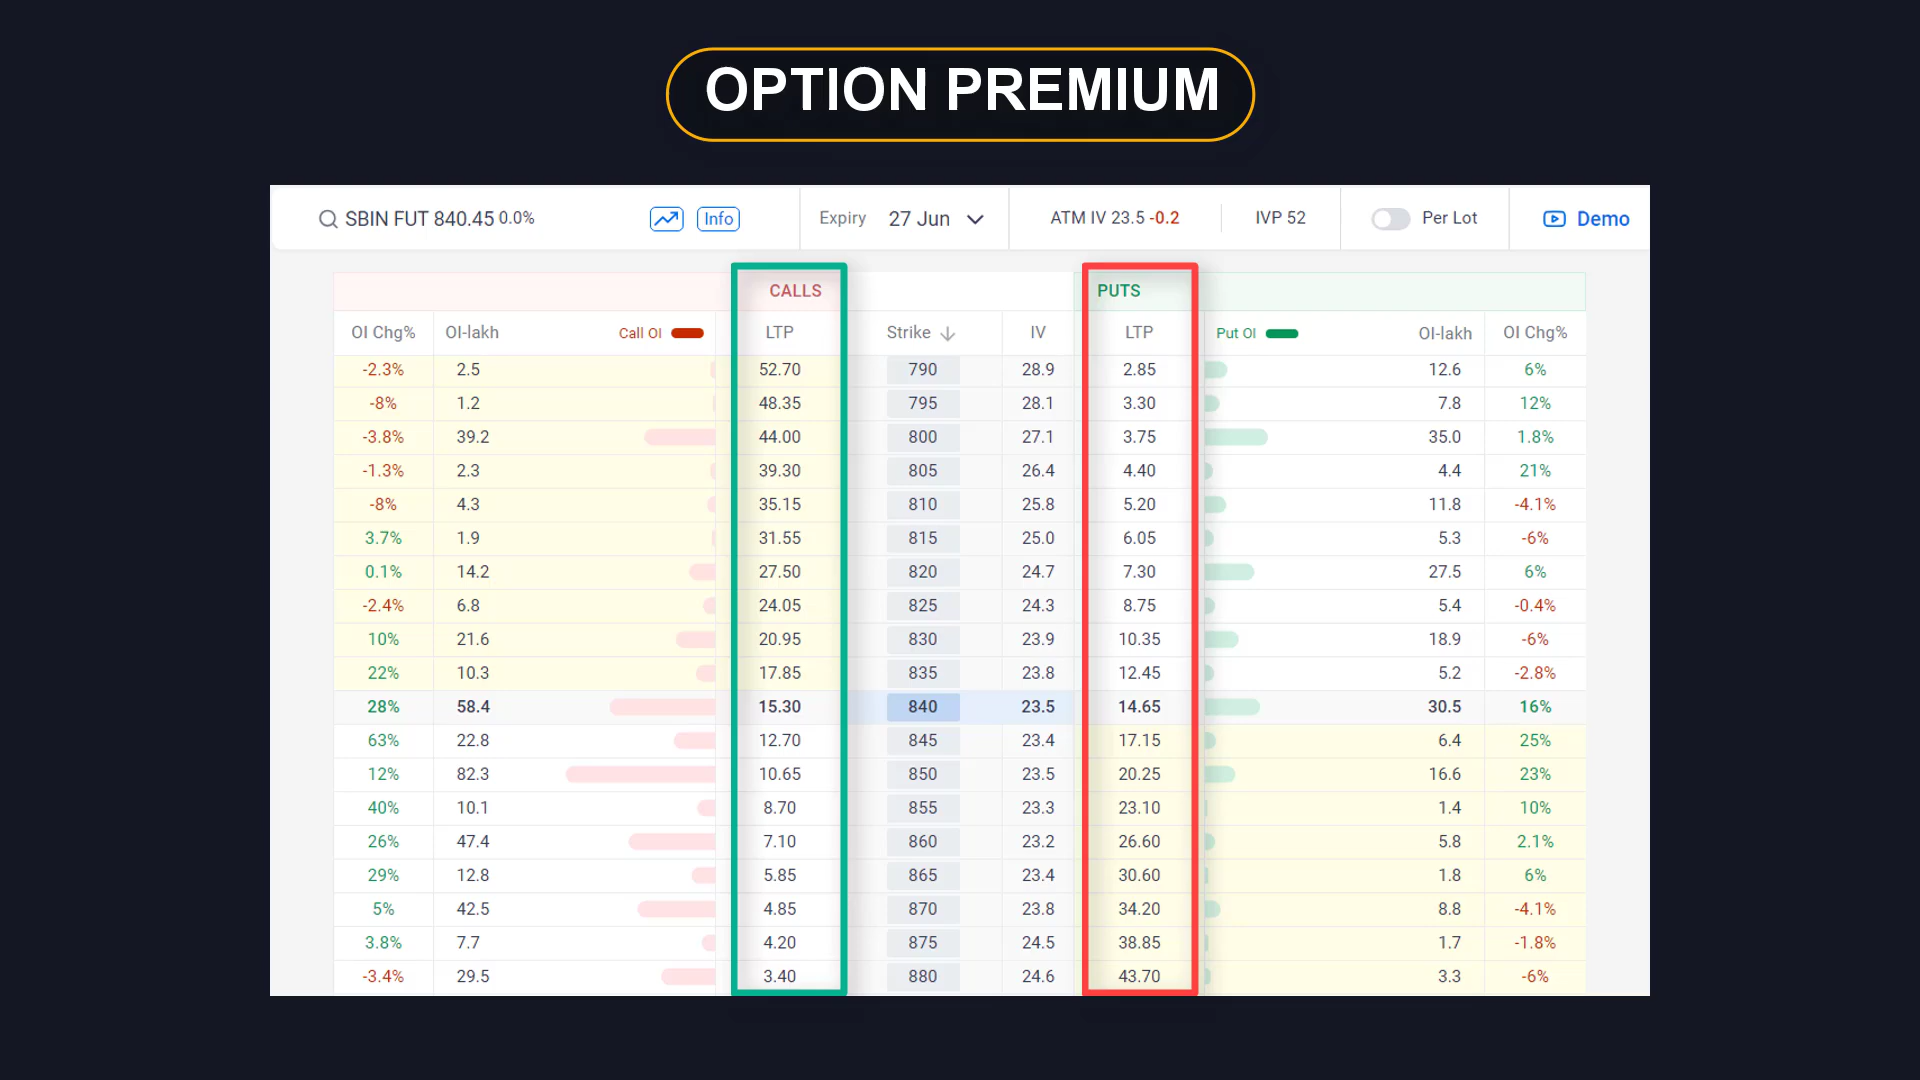 OPTION PREMIUM
SBIN FUT 840.45 0.0% Info Expiry 27 Jun ATM IV 23.5 -0.2 IVP 52 Per Lot Demo
CALLS PUTS
OI Chg% OI-lakh Call OI LTP Strike IV LTP Put OI OI-lakh OI Chg%
-2.3% 2.5 52.70 790 28.9 2.85 12.6 6%
-8% 1.2 48.35 795 28.1 3.30 7.8 12%
-3.8% 39.2 44.00 800 27.1 3.75 35.0 1.8%
-1.3% 2.3 39.30 805 26.4 4.40 4.4 21%
-8% 4.3 35.15 810 25.8 5.20 11.8 -4.1%
3.7% 1.9 31.55 815 25.0 6.05 5.3 -6%
0.1% 14.2 27.50 820 24.7 7.30 27.5 6%
-2.4% 6.8 24.05 825 24.3 8.75 5.4 -0.4%
10% 21.6 20.95 830 23.9 10.35 18.9 -6%
22% 10.3 17.85 835 23.8 12.45 5.2 -2.8%
28% 58.4 15.30 840 23.5 14.65 30.5 16%
63% 22.8 12.70 845 23.4 17.15 6.4 25%
12% 82.3 10.65 850 23.5 20.25 16.6 23%
40% 10.1 8.70 855 23.3 23.10 1.4 10%
26% 47.4 7.10 860 23.2 26.60 5.8 2.1%
29% 12.8 5.85 865 23.4 30.60 1.8 6%
5% 42.5 4.85 870 23.8 34.20 8.8 -4.1%
3.8% 7.7 4.20 875 24.5 38.85 1.7 -1.8%
-3.4% 29.5 3.40 880 24.6 43.70 3.3 -6%